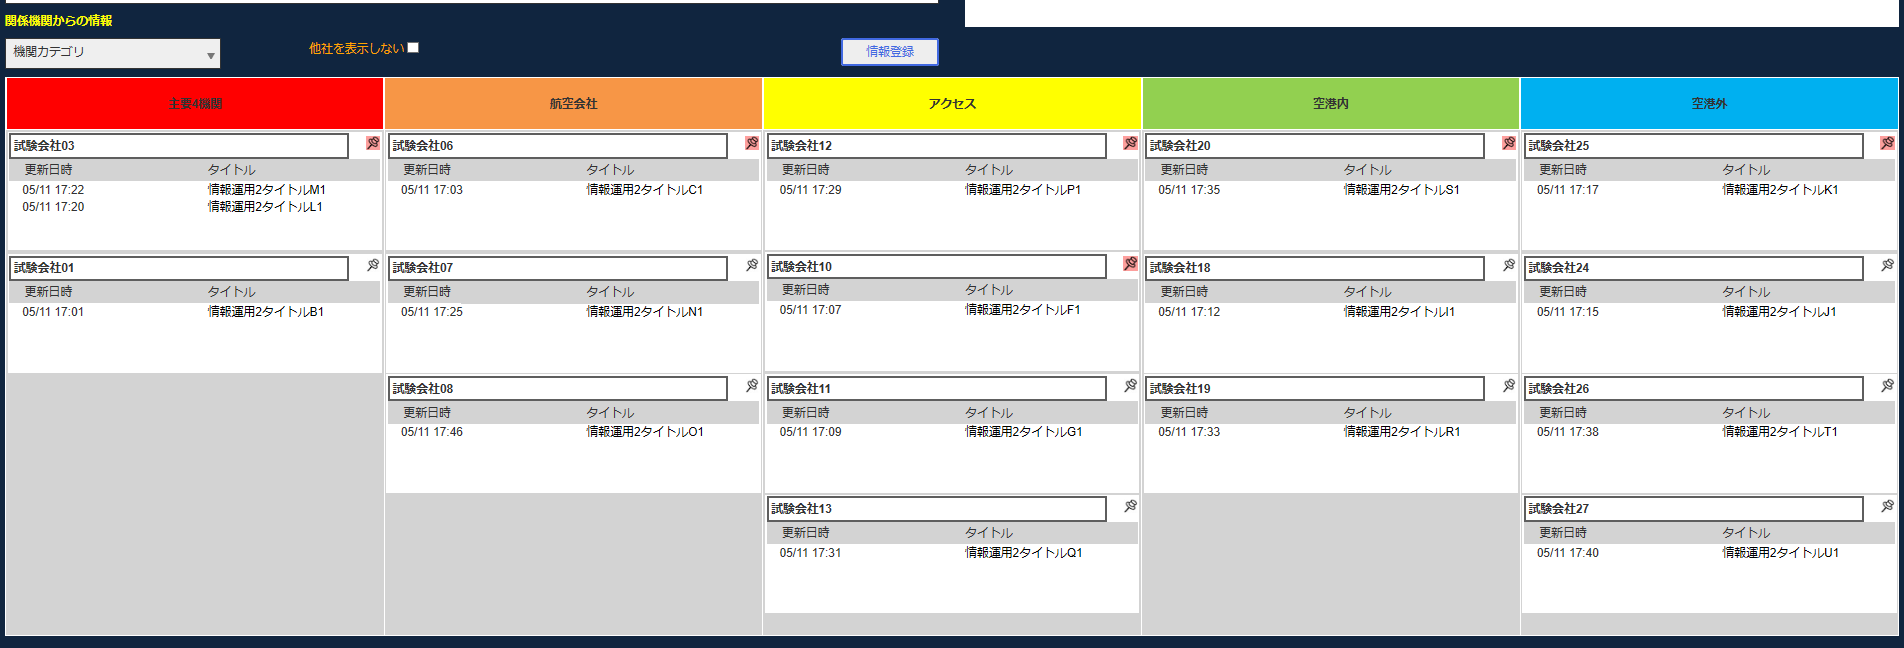 関係機関からの情報
機関カテゴリ
他社を表示しない
情報登録
主要4機関
航空会社
アクセス
空港内
空港外
試験会社03
更新日時 タイトル
05/11 17:22 情報運用2タイトルM1
05/11 17:20 情報運用2タイトルL1
試験会社01
更新日時 タイトル
05/11 17:01 情報運用2タイトルB1
試験会社06
更新日時 タイトル
05/11 17:03 情報運用2タイトルC1
試験会社07
更新日時 タイトル
05/11 17:25 情報運用2タイトルN1
試験会社08
更新日時 タイトル
05/11 17:46 情報運用2タイトルO1
試験会社12
更新日時 タイトル
05/11 17:29 情報運用2タイトルP1
試験会社10
更新日時 タイトル
05/11 17:07 情報運用2タイトルF1
試験会社11
更新日時 タイトル
05/11 17:09 情報運用2タイトルG1
試験会社13
更新日時 タイトル
05/11 17:31 情報運用2タイトルQ1
試験会社20
更新日時 タイトル
05/11 17:35 情報運用2タイトルS1
試験会社18
更新日時 タイトル
05/11 17:12 情報運用2タイトルI1
試験会社19
更新日時 タイトル
05/11 17:33 情報運用2タイトルR1
試験会社25
更新日時 タイトル
05/11 17:17 情報運用2タイトルK1
試験会社24
更新日時 タイトル
05/11 17:15 情報運用2タイトルJ1
試験会社26
更新日時 タイトル
05/11 17:38 情報運用2タイトルT1
試験会社27
更新日時 タイトル
05/11 17:40 情報運用2タイトルU1